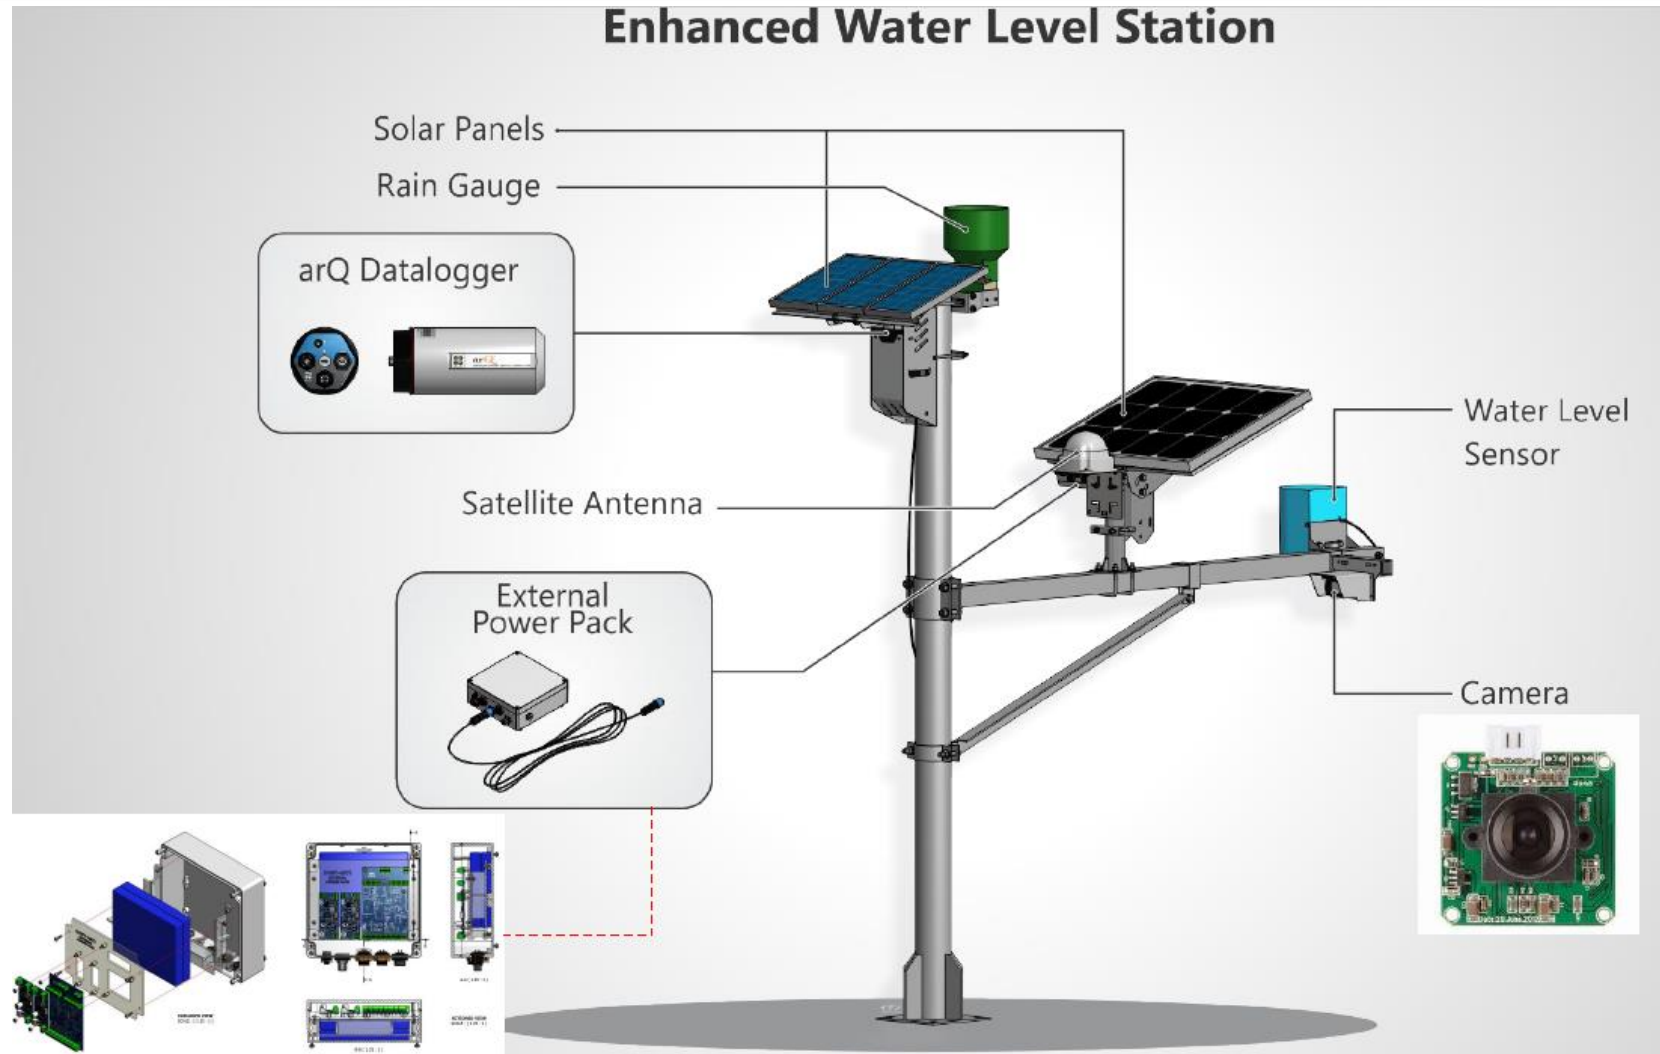 Enhanced Water Level Station
Solar Panels
Rain Gauge
arQ Datalogger
Water Level
Sensor
Satellite Antenna
External
Power Pack
Camera